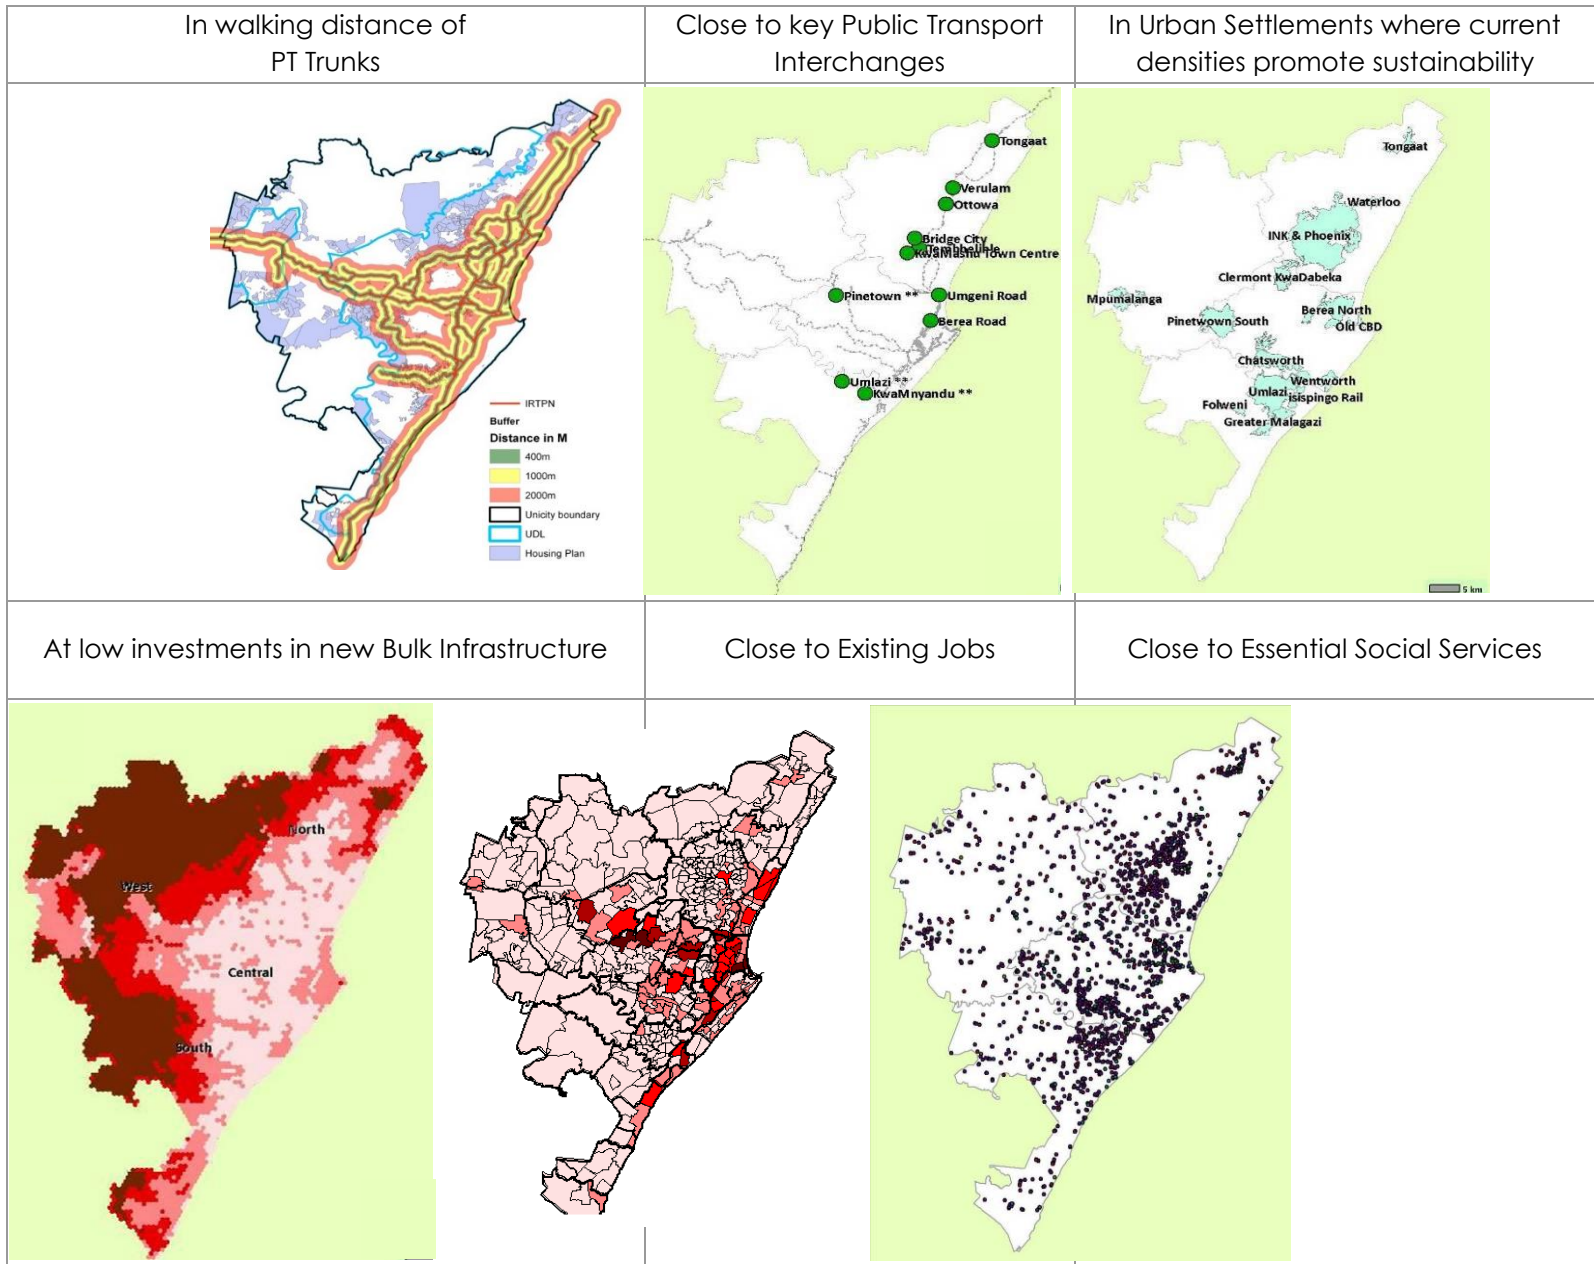 In walking distance of
PT Trunks
Close to key Public Transport
Interchanges
In Urban Settlements where current
densities promote sustainability
IRTPN
Buffer
Distance in M
400m
1000m
2000m
Unicity boundary
UDL
Housing Plan
Tongaat
Verulam
Ottowa
Bridge City
KwaMashu Town Centre
Pinetown **
Umgeni Road
Berea Road
Umlazi **
KwaMnyandu **
Tongaat
Waterloo
INK & Phoenix
Clermont KwaDabeka
Mpumalanga
Berea North
Pinetwown South
Old CBD
Chatsworth
Wentworth
Umlazi
isispingo Rail
Folweni
Greater Malagazi
5 km
At low investments in new Bulk Infrastructure
Close to Existing Jobs
Close to Essential Social Services
North
West
Central
South